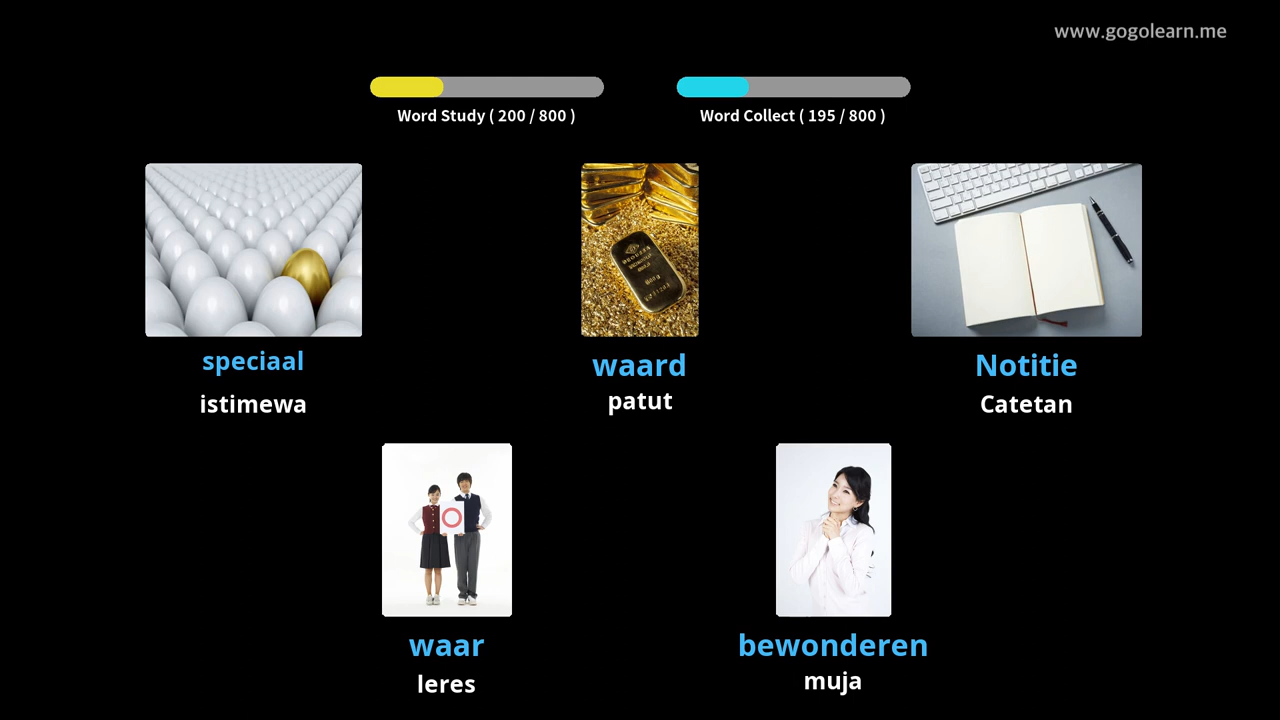 www.gogolearn.me
Word Study ( 200 / 800 )
Word Collect ( 195 / 800 )
speciaal
istimewa
waard
patut
Notitie
Catetan
waar
leres
bewonderen
muja